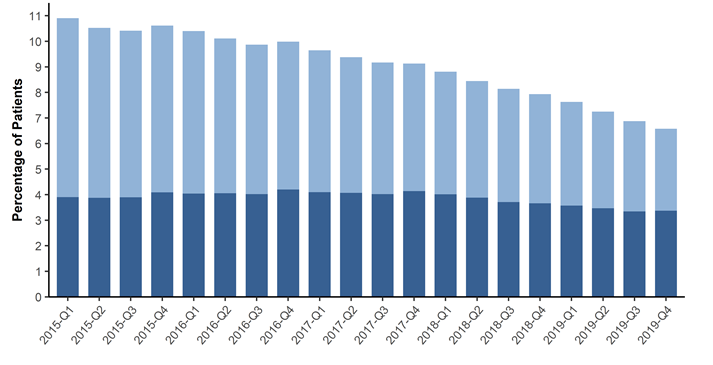 Percentage of Patients
11
10
9
8
7
6
5
4
3
2
1
0
2015-Q1
2015-Q2
2015-Q3
2015-Q4
2016-Q1
2016-Q2
2016-Q3
2016-Q4
2017-Q1
2017-Q2
2017-Q3
2017-Q4
2018-Q1
2018-Q2
2018-Q3
2018-Q4
2019-Q1
2019-Q2
2019-Q3
2019-Q4